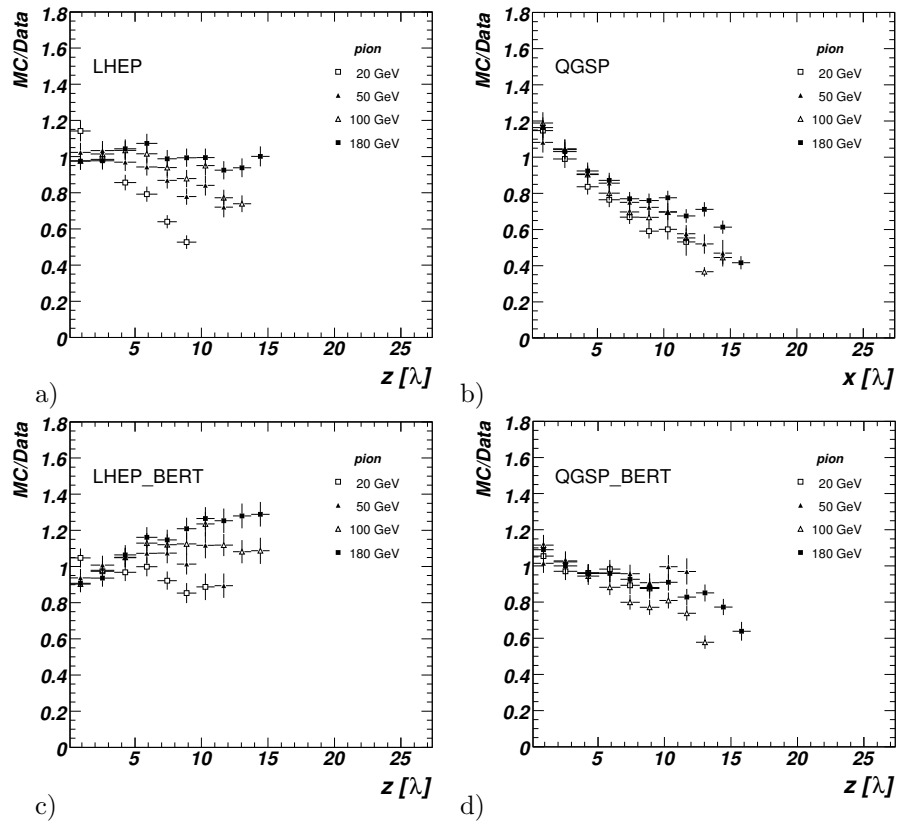 MC/Data
1.8
1.6
1.4
1.2
1
0.8
0.6
0.4
0.2
0
LHEP
pion
20 GeV
50 GeV
100 GeV
180 GeV
5
10
15
20
25
z [λ]
a)
MC/Data
1.8
1.6
1.4
1.2
1
0.8
0.6
0.4
0.2
0
QGSP
pion
20 GeV
50 GeV
100 GeV
180 GeV
5
10
15
20
25
x [λ]
b)
MC/Data
1.8
1.6
1.4
1.2
1
0.8
0.6
0.4
0.2
0
LHEP_BERT
pion
20 GeV
50 GeV
100 GeV
180 GeV
5
10
15
20
25
z [λ]
c)
MC/Data
1.8
1.6
1.4
1.2
1
0.8
0.6
0.4
0.2
0
QGSP_BERT
pion
20 GeV
50 GeV
100 GeV
180 GeV
5
10
15
20
25
z [λ]
d)